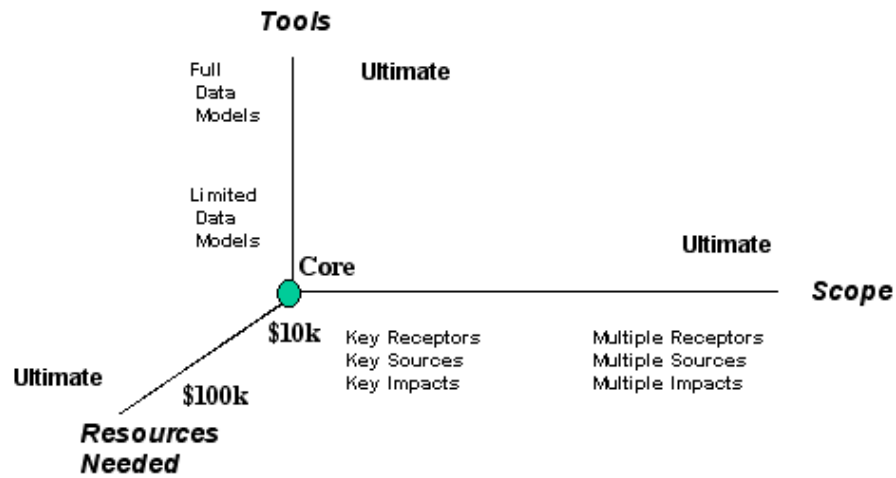 Tools
Full
Data
Models
Ultimate
Limited
Data
Models
Ultimate
Core
Scope
$10k
Key Receptors
Key Sources
Key Impacts
Multiple Receptors
Multiple Sources
Multiple Impacts
Ultimate
$100k
Resources
Needed